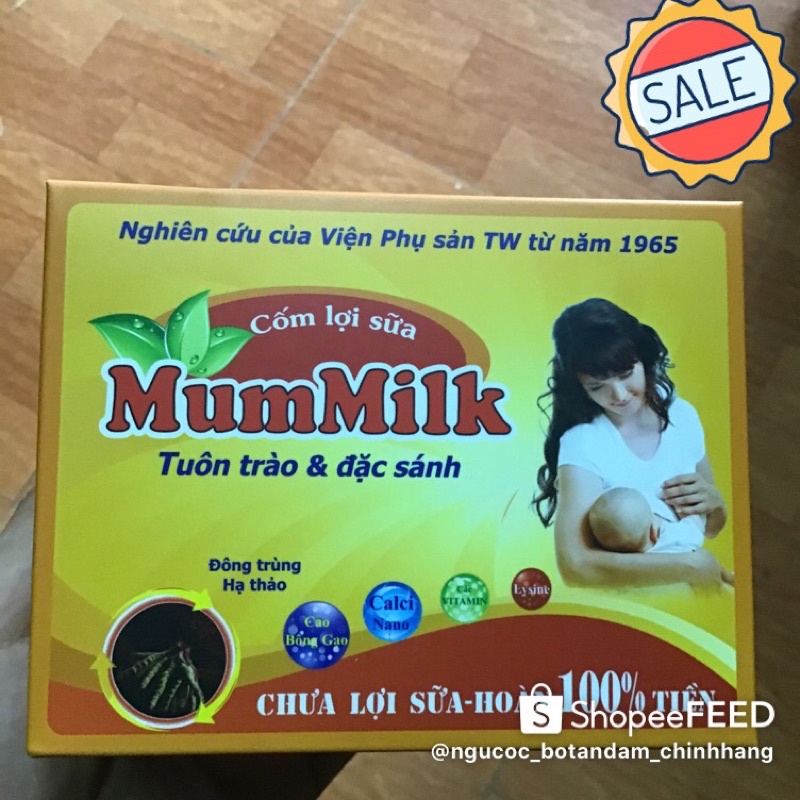 SALE
Nghiên cứu của Viện Phụ sản TW từ năm 1965
Cốm lợi sữa
MumMilk
Tuôn trào & đặc sánh
Đông trùng
Hạ thảo
Cao
Bông Gạo
Calci
Nano
Các
VITAMIN
Lysine
CHƯA LỢI SỮA-HOÀ 100% TIỀN
ShopeeFEED
@ngucoc_botandam_chinhhang